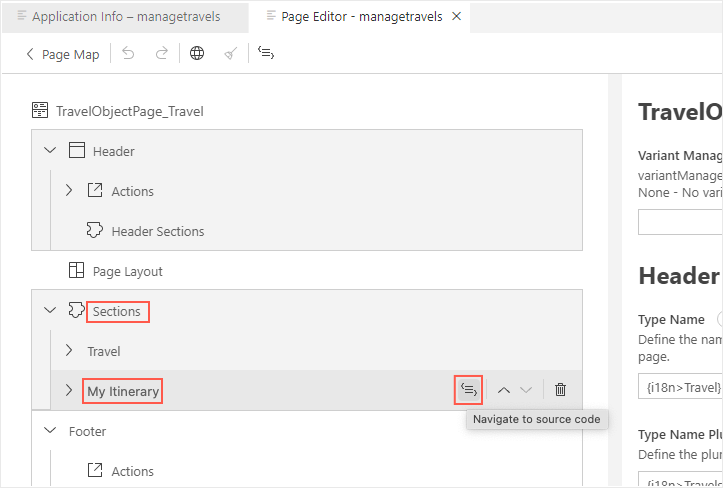 Application Info – managetravels
Page Editor - managetravels
Page Map
TravelObjectPage_Travel
Header
Actions
Header Sections
Page Layout
Sections
Travel
My Itinerary
Navigate to source code
Footer
Actions
TravelO
Variant Manag
variantManage
None - No vari
Header
Type Name
Define the nam
page.
{i18n>Travel}
Type Name Plu
Define the plur
{i18n>Travels